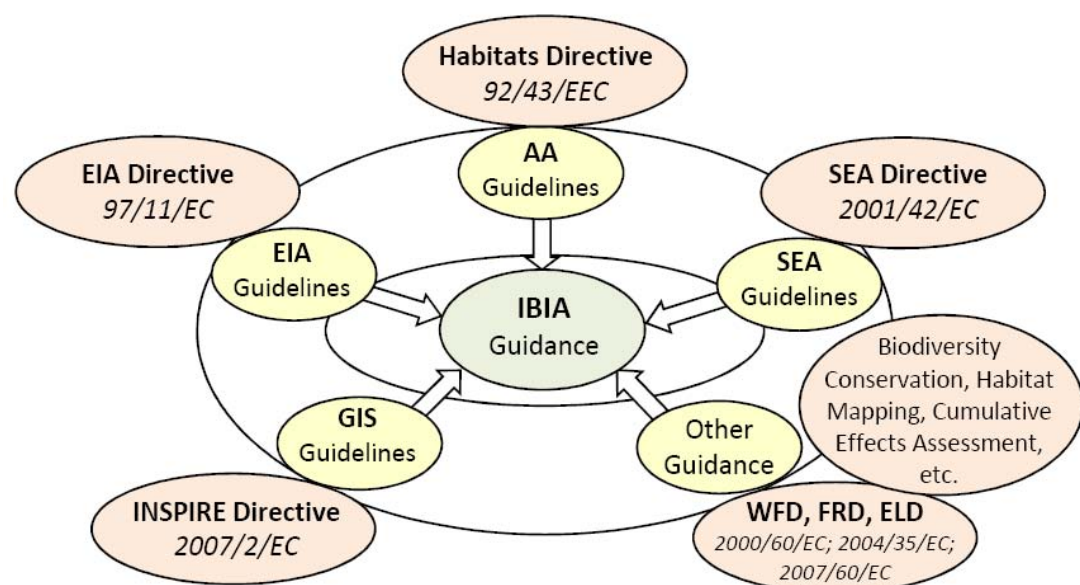 Habitats Directive
92/43/EEC
AA
Guidelines
EIA Directive
97/11/EC
SEA Directive
2001/42/EC
EIA
Guidelines
SEA
Guidelines
IBIA
Guidance
Biodiversity
Conservation, Habitat
Mapping, Cumulative
Effects Assessment,
etc.
GIS
Guidelines
Other
Guidance
INSPIRE Directive
2007/2/EC
WFD, FRD, ELD
2000/60/EC; 2004/35/EC;
2007/60/EC